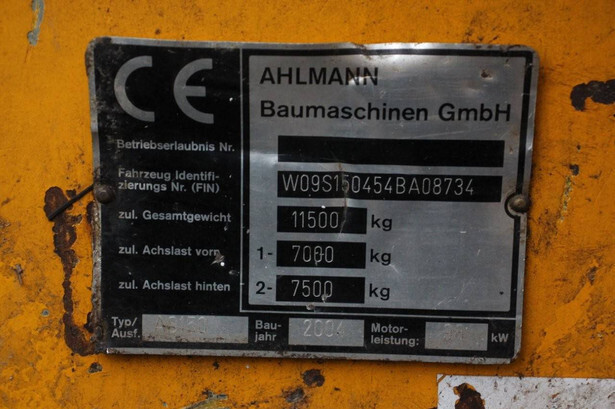 CE
AHLMANN
Baumaschinen GmbH
Betriebserlaubnis Nr.
Fahrzeug Identifi-
zierungs Nr. (FIN) W09S150454BA08734
zul. Gesamtgewicht 11500 kg
zul. Achslast vorn 1- 7000 kg
zul. Achslast hinten 2- 7500 kg
Typ/
Ausf. Bau-
jahr 2004 Motor-
leistung: kW